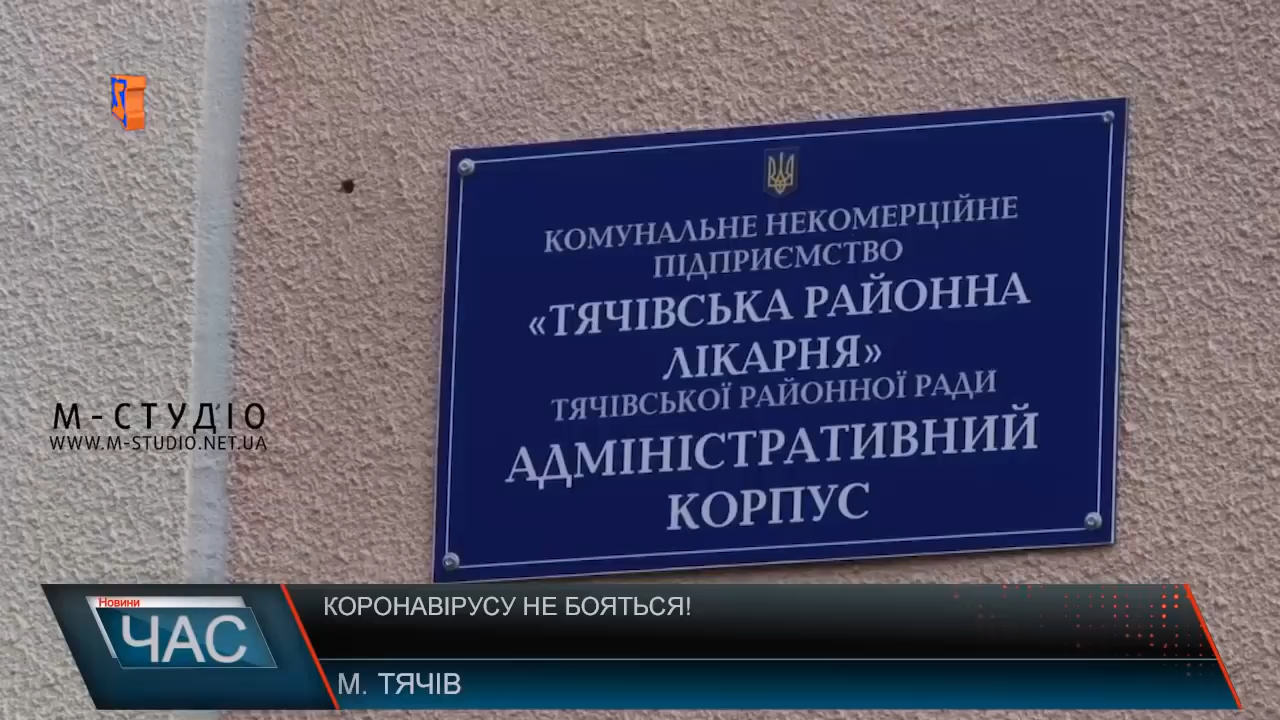 КОМУНАЛЬНЕ НЕКОМЕРЦІЙНЕ
ПІДПРИЄМСТВО
«ТЯЧІВСЬКА РАЙОННА
ЛІКАРНЯ»
ТЯЧІВСЬКОЇ РАЙОННОЇ РАДИ
АДМІНІСТРАТИВНИЙ
КОРПУС
М-СТУДІО
WWW.M-STUDIO.NET.UA
Новини
ЧАС
КОРОНАВІРУСУ НЕ БОЯТЬСЯ!
М. ТЯЧІВ